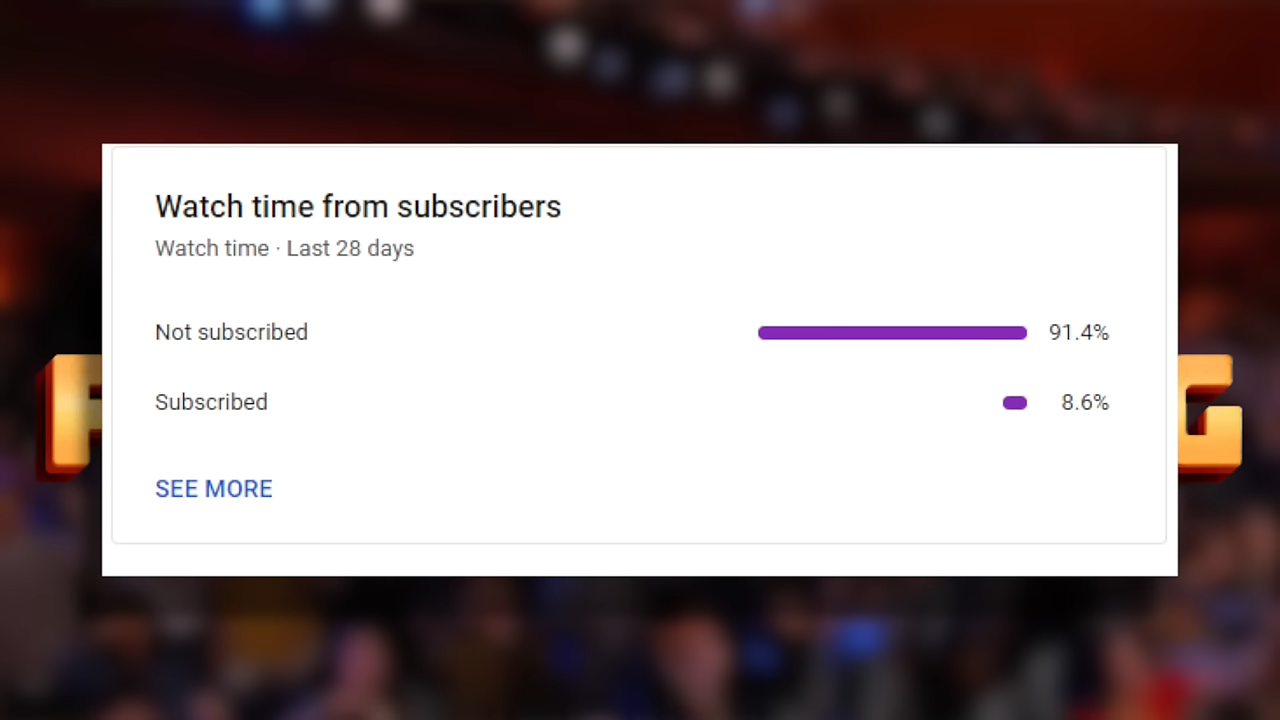 Watch time from subscribers
Watch time · Last 28 days
Not subscribed 91.4%
Subscribed 8.6%
SEE MORE
G